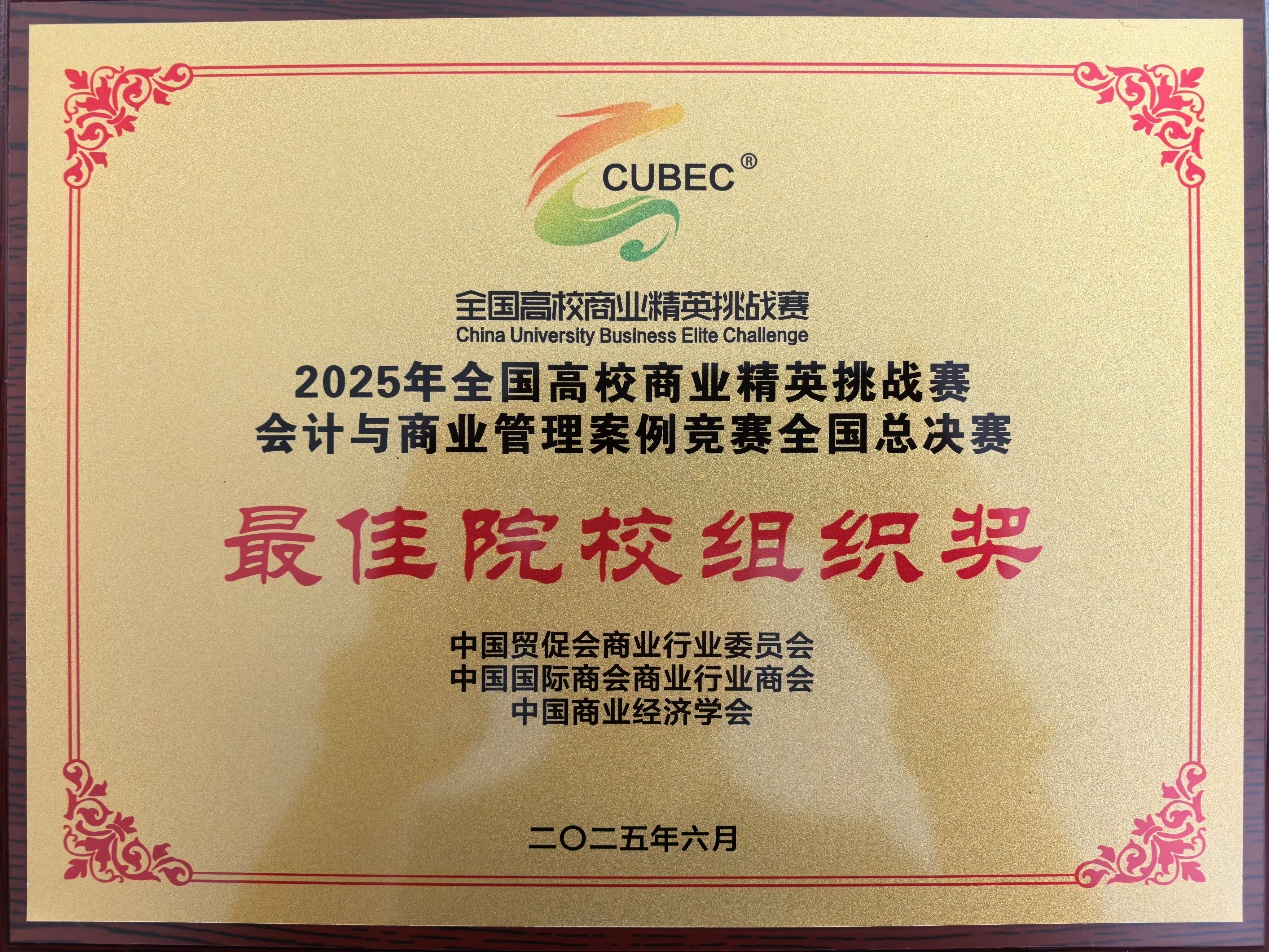 CUBEC®
全国高校商业精英挑战赛
China University Business Elite Challenge
2025年全国高校商业精英挑战赛
会计与商业管理案例竞赛全国总决赛
最佳院校组织奖
中国贸促会商业行业委员会
中国国际商会商业行业商会
中国商业经济学会
二〇二五年六月